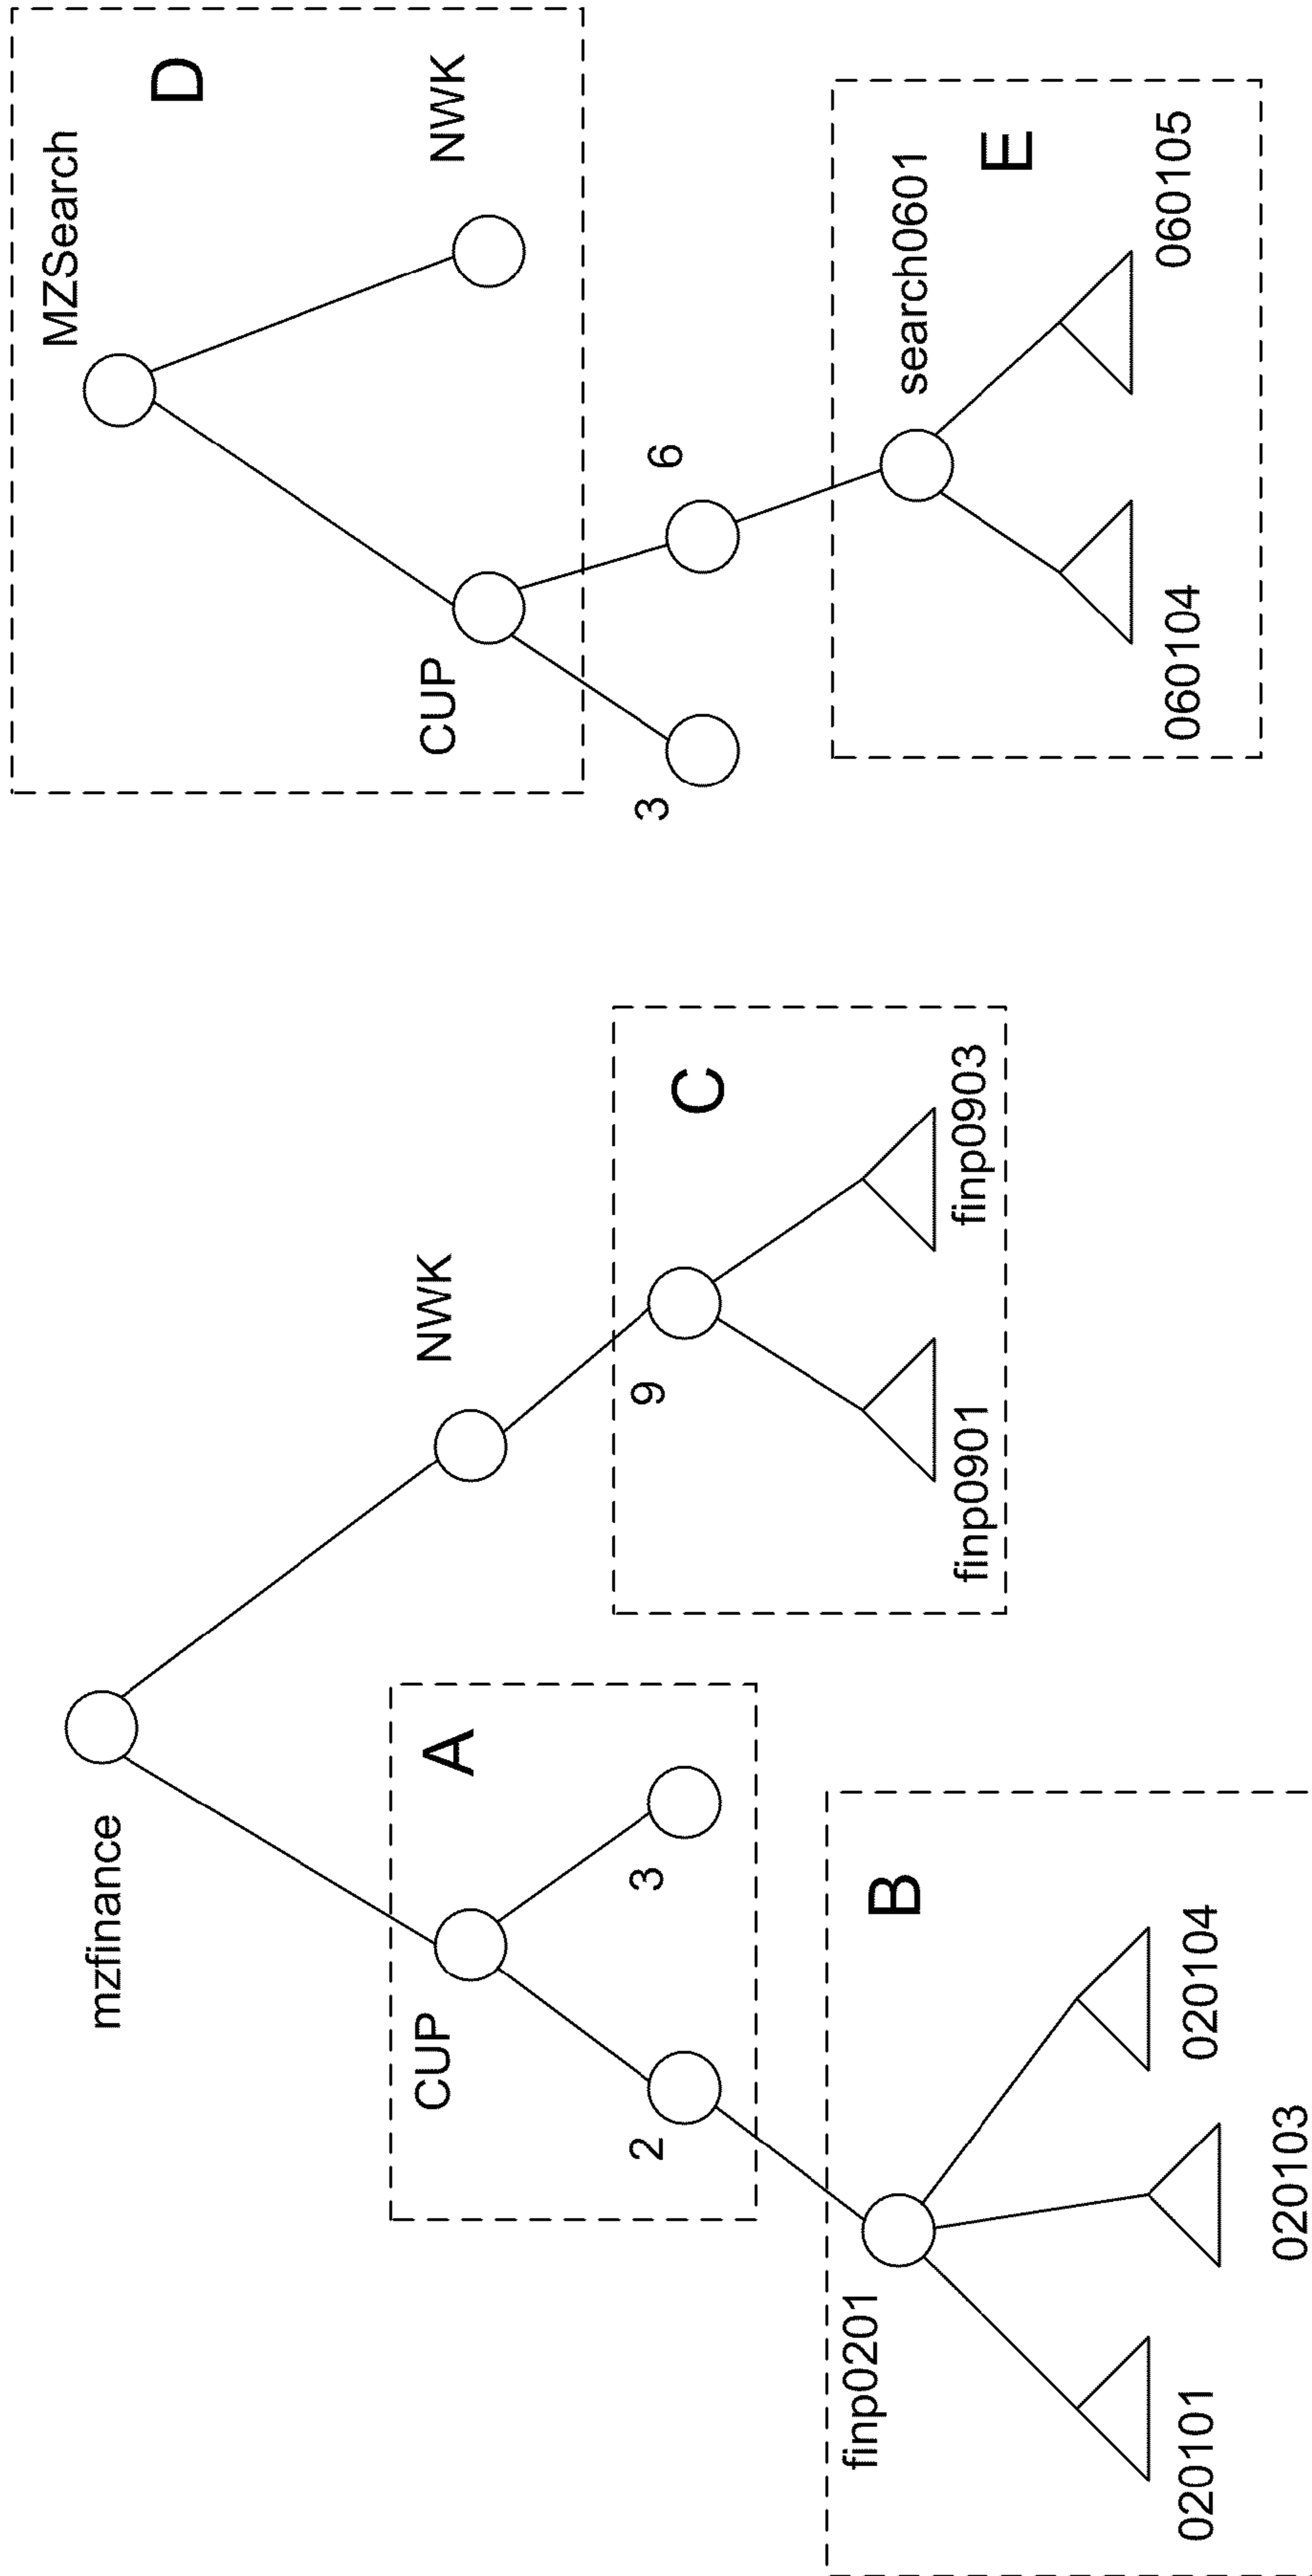 mzfinance
CUP
NWK
A
2
3
9
C
finp0901
finp0903
finp0201
B
020101
020103
020104
MZSearch
D
CUP
NWK
3
6
search0601
E
060104
060105